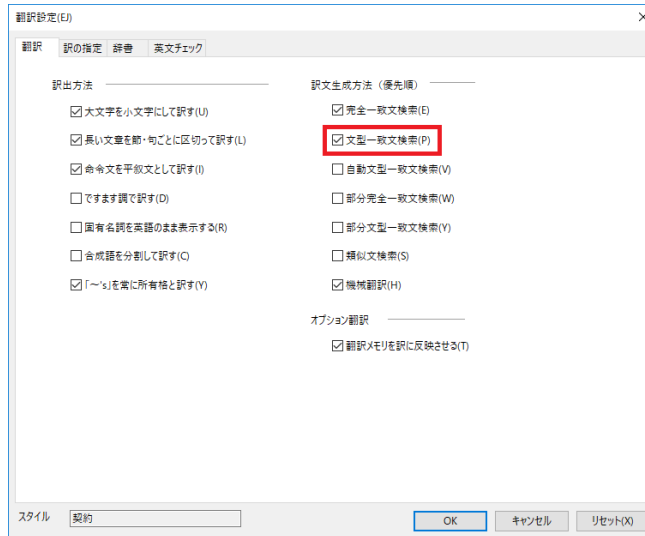 翻訳設定(EJ)
翻訳 訳の指定 辞書 英文チェック
訳出方法
大文字を小文字にして訳す(U)
長い文章を節・句ごとに区切って訳す(L)
命令文を平叙文として訳す(I)
ですます調で訳す(D)
固有名詞を英語のまま表示する(R)
合成語を分割して訳す(C)
「～'s」を常に所有格と訳す(Y)
訳文生成方法（優先順）
完全一致文検索(E)
文型一致文検索(P)
自動文型一致文検索(V)
部分完全一致文検索(W)
部分文型一致文検索(Y)
類似文検索(S)
機械翻訳(H)
オプション翻訳
翻訳メモリを訳に反映させる(T)
スタイル 契約
OK キャンセル リセット(X)